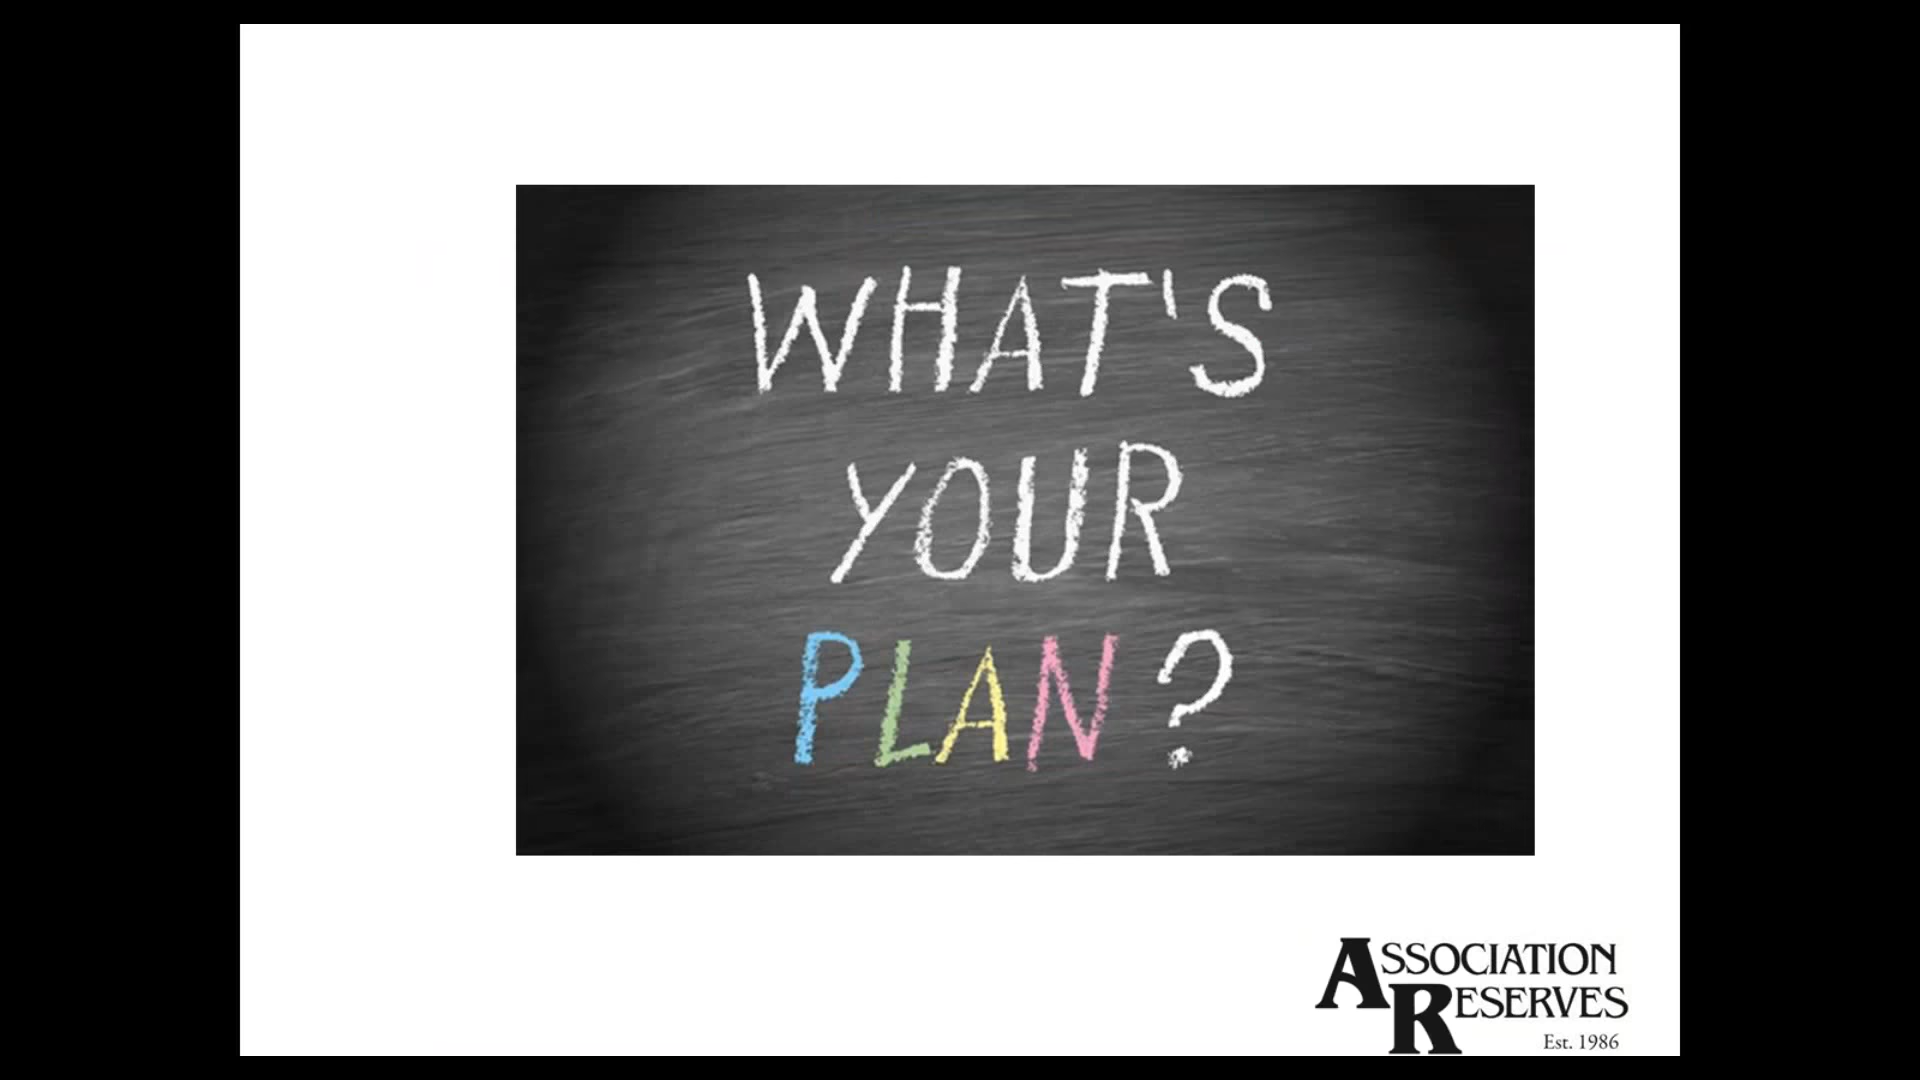 WHAT'S
YOUR
PLAN?
ASSOCIATION
RESERVES
Est. 1986